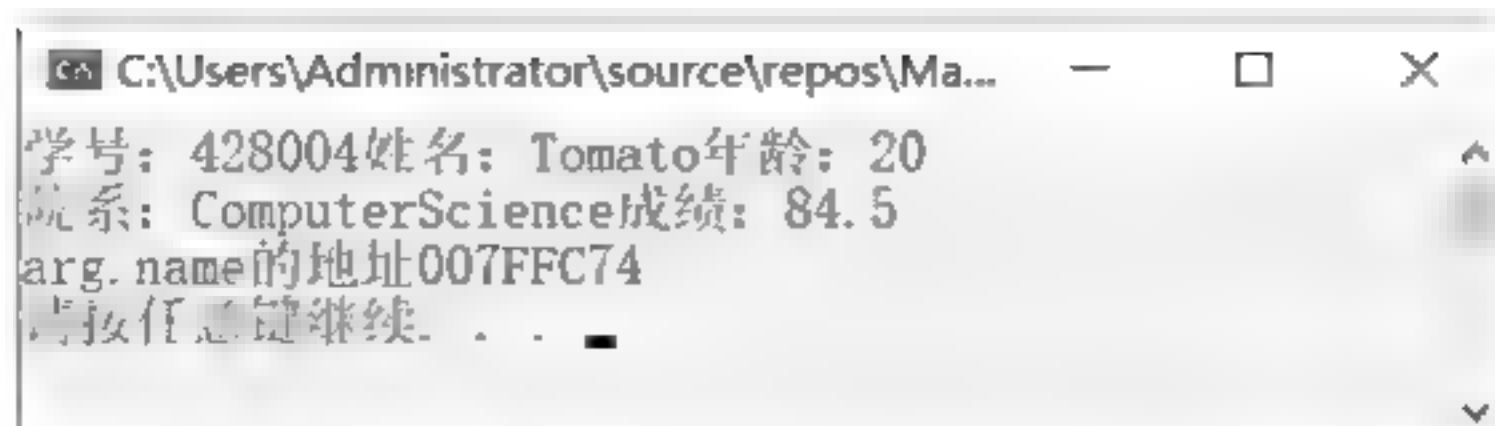 C:\Users\Administrator\source\repos\Ma...
学号：428004姓名：Tomato年龄：20
院系：ComputerScience成绩：84.5
arg.name的地址007FFC74
请按任意键继续. . .